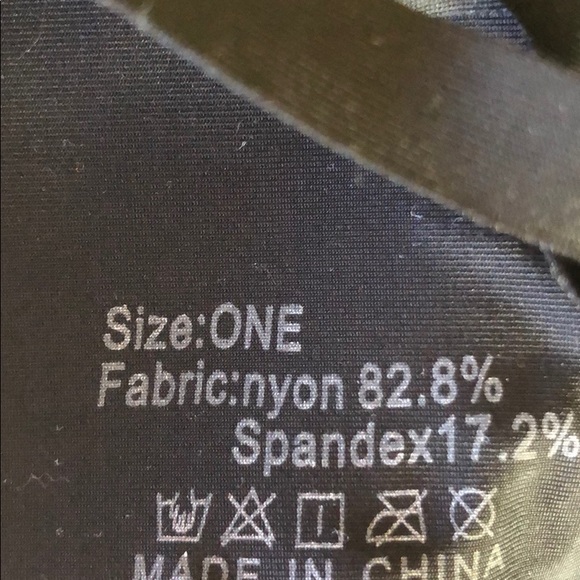 Size:ONE
Fabric:nyon 82.8%
Spandex17.2%
MADE IN CHINA